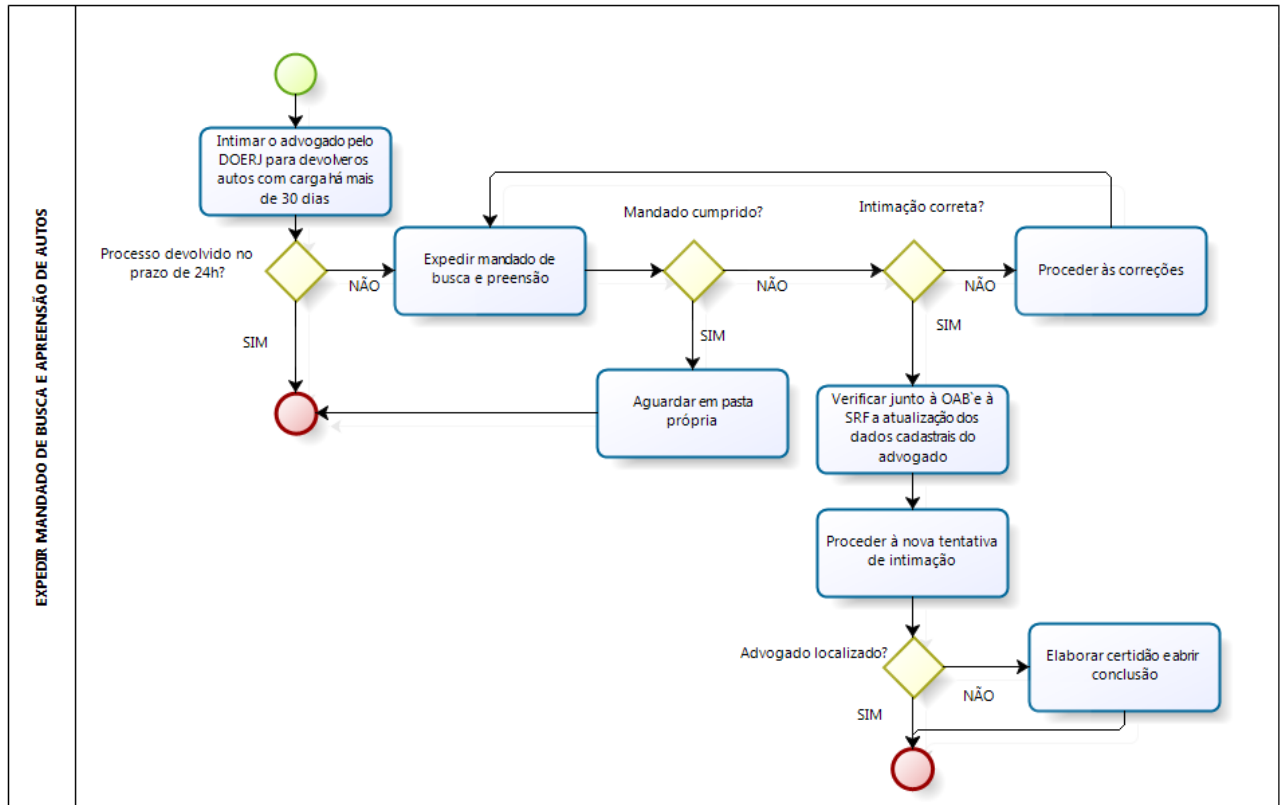 EXPEDIR MANDADO DE BUSCA E APREENSÃO DE AUTOS
Intimar o advogado pelo
DOERJ para devolveros
autos com carga há mais
de 30 dias
Processo devolvido no
prazo de 24h?
NÃO
SIM
Expedir mandado de
busca e preensão
Mandado cumprido?
NÃO
SIM
Aguardar em pasta
própria
Intimação correta?
NÃO
SIM
Proceder às correções
Verificar junto à OAB`e à
SRF a atualização dos
dados cadastrais do
advogado
Proceder à nova tentativa
de intimação
Advogado localizado?
NÃO
SIM
Elaborar certidão e abrir
conclusão